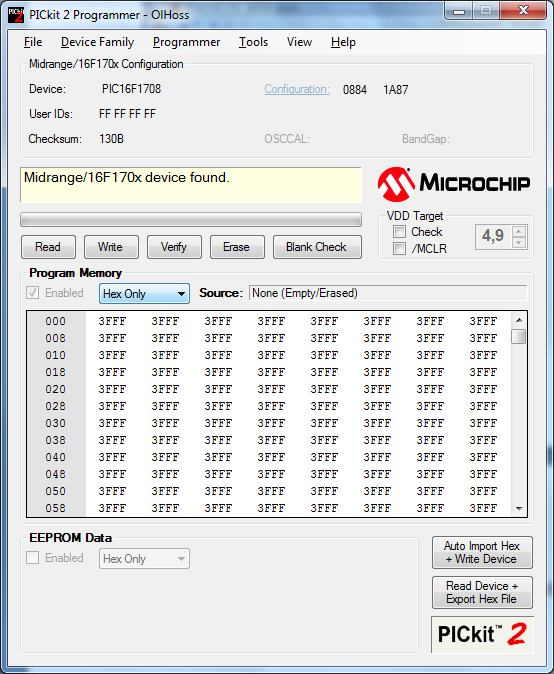 PICkit 2 Programmer - OlHoss
File Device Family Programmer Tools View Help
Midrange/16F170x Configuration
Device: PIC16F1708 Configuration: 0884 1A87
User IDs: FF FF FF FF
Checksum: 130B OSCCAL: BandGap:
Midrange/16F170x device found.
MICROCHIP
VDD Target
Check
/MCLR
4,9
Read Write Verify Erase Blank Check
Program Memory
Enabled Hex Only Source: None (Empty/Erased)
000 3FFF 3FFF 3FFF 3FFF 3FFF 3FFF 3FFF 3FFF
008 3FFF 3FFF 3FFF 3FFF 3FFF 3FFF 3FFF 3FFF
010 3FFF 3FFF 3FFF 3FFF 3FFF 3FFF 3FFF 3FFF
018 3FFF 3FFF 3FFF 3FFF 3FFF 3FFF 3FFF 3FFF
020 3FFF 3FFF 3FFF 3FFF 3FFF 3FFF 3FFF 3FFF
028 3FFF 3FFF 3FFF 3FFF 3FFF 3FFF 3FFF 3FFF
030 3FFF 3FFF 3FFF 3FFF 3FFF 3FFF 3FFF 3FFF
038 3FFF 3FFF 3FFF 3FFF 3FFF 3FFF 3FFF 3FFF
040 3FFF 3FFF 3FFF 3FFF 3FFF 3FFF 3FFF 3FFF
048 3FFF 3FFF 3FFF 3FFF 3FFF 3FFF 3FFF 3FFF
050 3FFF 3FFF 3FFF 3FFF 3FFF 3FFF 3FFF 3FFF
058 3FFF 3FFF 3FFF 3FFF 3FFF 3FFF 3FFF 3FFF
EEPROM Data
Enabled Hex Only
Auto Import Hex
+ Write Device
Read Device +
Export Hex File
PICkit™ 2